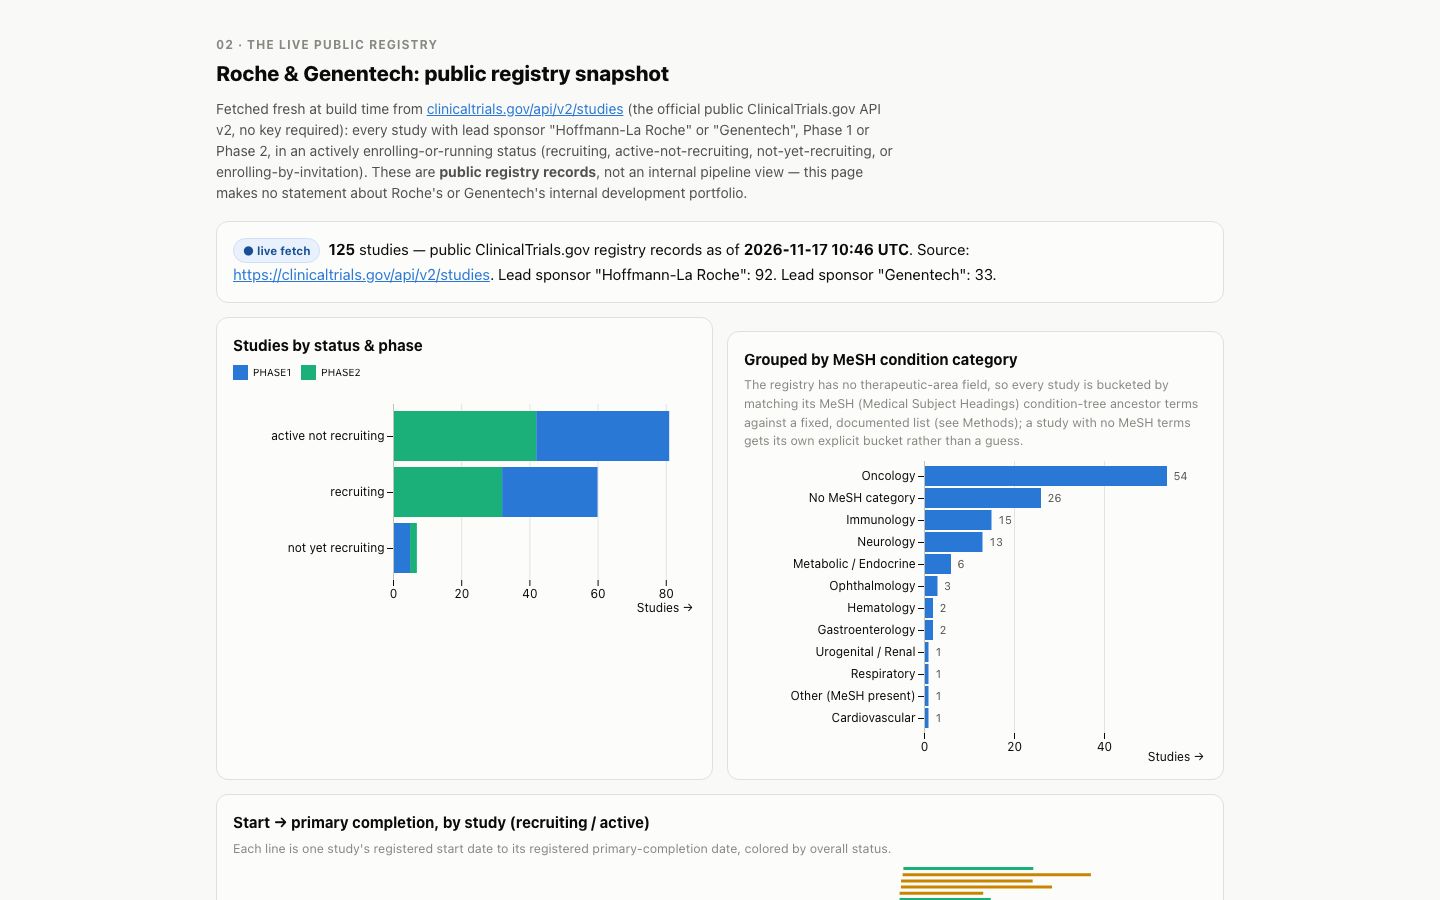 02 · THE LIVE PUBLIC REGISTRY
Roche & Genentech: public registry snapshot
Fetched fresh at build time from clinicaltrials.gov/api/v2/studies (the official public ClinicalTrials.gov API
v2, no key required): every study with lead sponsor "Hoffmann-La Roche" or "Genentech", Phase 1 or
Phase 2, in an actively enrolling-or-running status (recruiting, active-not-recruiting, not-yet-recruiting, or
enrolling-by-invitation). These are public registry records, not an internal pipeline view — this page
makes no statement about Roche's or Genentech's internal development portfolio.
live fetch 125 studies — public ClinicalTrials.gov registry records as of 2026-11-17 10:46 UTC. Source:
https://clinicaltrials.gov/api/v2/studies. Lead sponsor "Hoffmann-La Roche": 92. Lead sponsor "Genentech": 33.
Studies by status & phase
PHASE1 PHASE2
active not recruiting
recruiting
not yet recruiting
0 20 40 60 80
Studies →
Grouped by MeSH condition category
The registry has no therapeutic-area field, so every study is bucketed by
matching its MeSH (Medical Subject Headings) condition-tree ancestor terms
against a fixed, documented list (see Methods); a study with no MeSH terms
gets its own explicit bucket rather than a guess.
Oncology 54
No MeSH category 26
Immunology 15
Neurology 13
Metabolic / Endocrine 6
Ophthalmology 3
Hematology 2
Gastroenterology 2
Urogenital / Renal 1
Respiratory 1
Other (MeSH present) 1
Cardiovascular 1
0 20 40
Studies →
Start → primary completion, by study (recruiting / active)
Each line is one study's registered start date to its registered primary-completion date, colored by overall status.